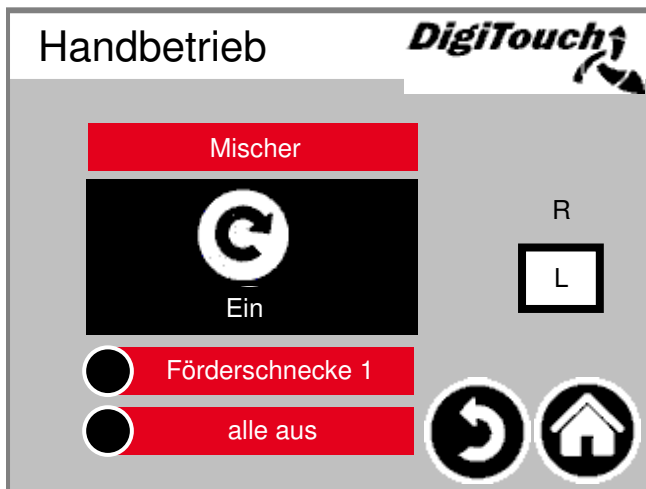 Handbetrieb
DigiTouch
Mischer
Ein
R
L
Förderschnecke 1
alle aus